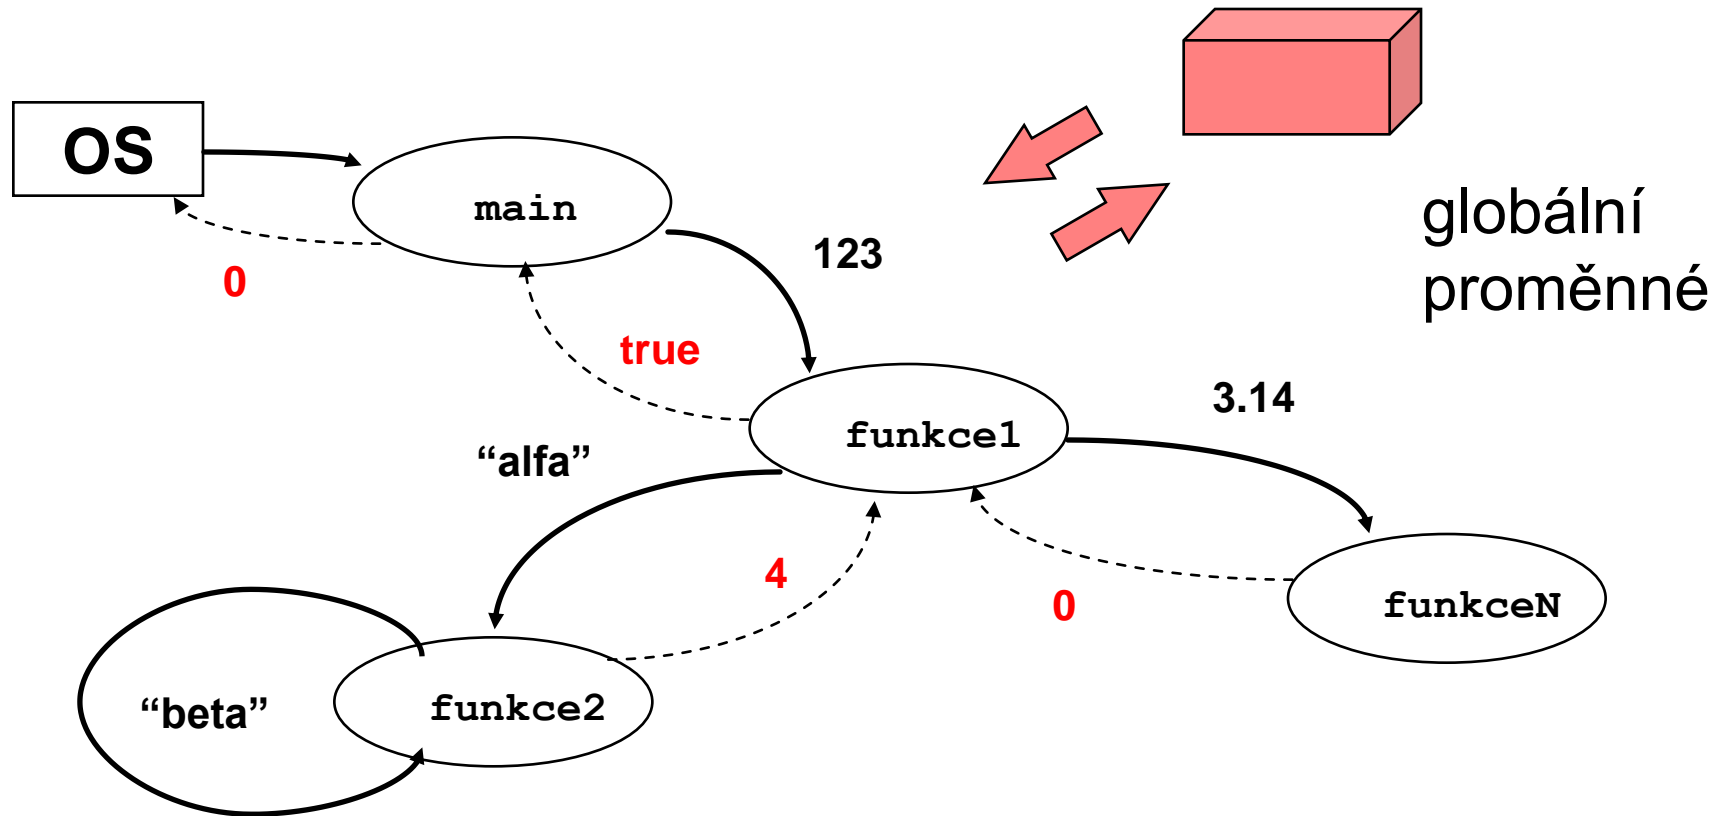 OS
main
globální
proměnné
123
0
true
3.14
funkce1
“alfa”
4
0
funkceN
“beta”
funkce2